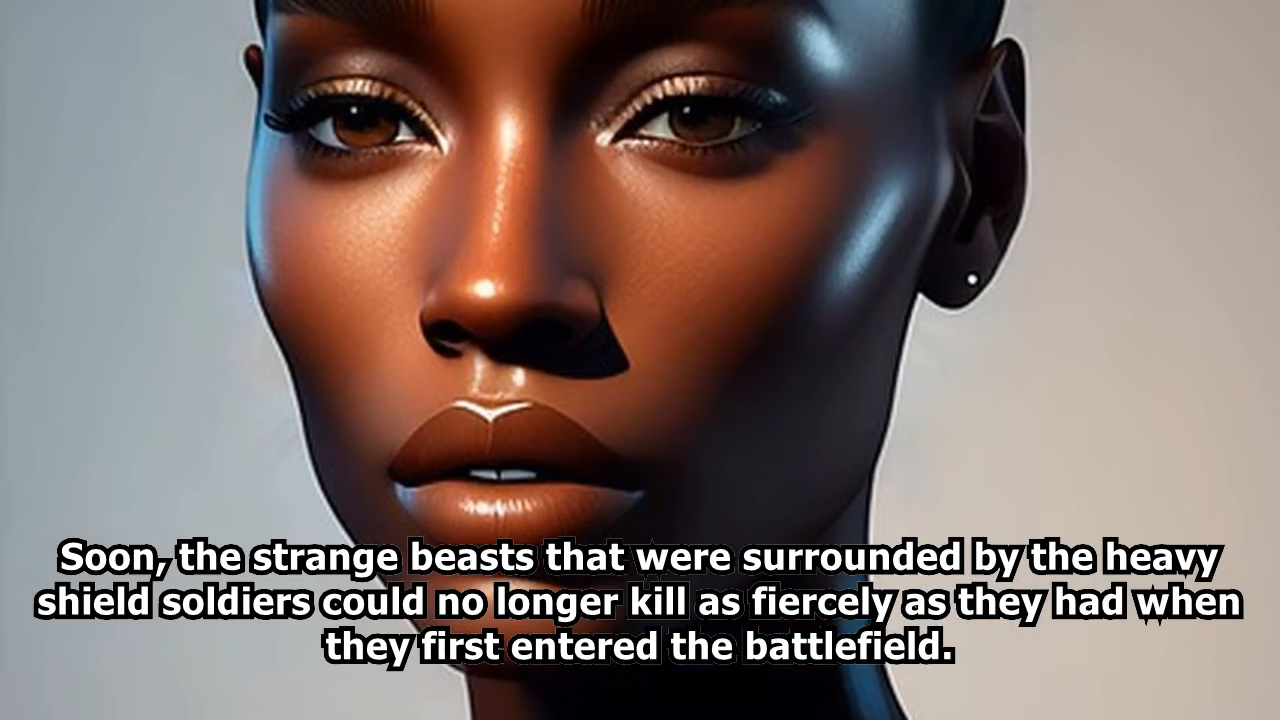 Soon, the strange beasts that were surrounded by the heavy
shield soldiers could no longer kill as fiercely as they had when
they first entered the battlefield.